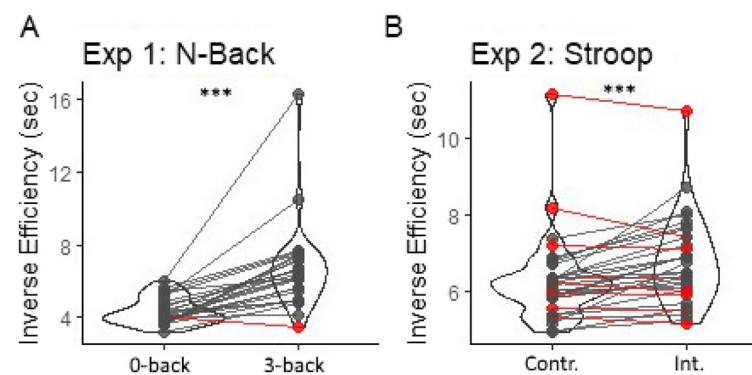 A
Exp 1: N-Back
***
Inverse Efficiency (sec)
16
12
8
4
0-back
3-back
B
Exp 2: Stroop
***
Inverse Efficiency (sec)
10
8
6
Contr.
Int.